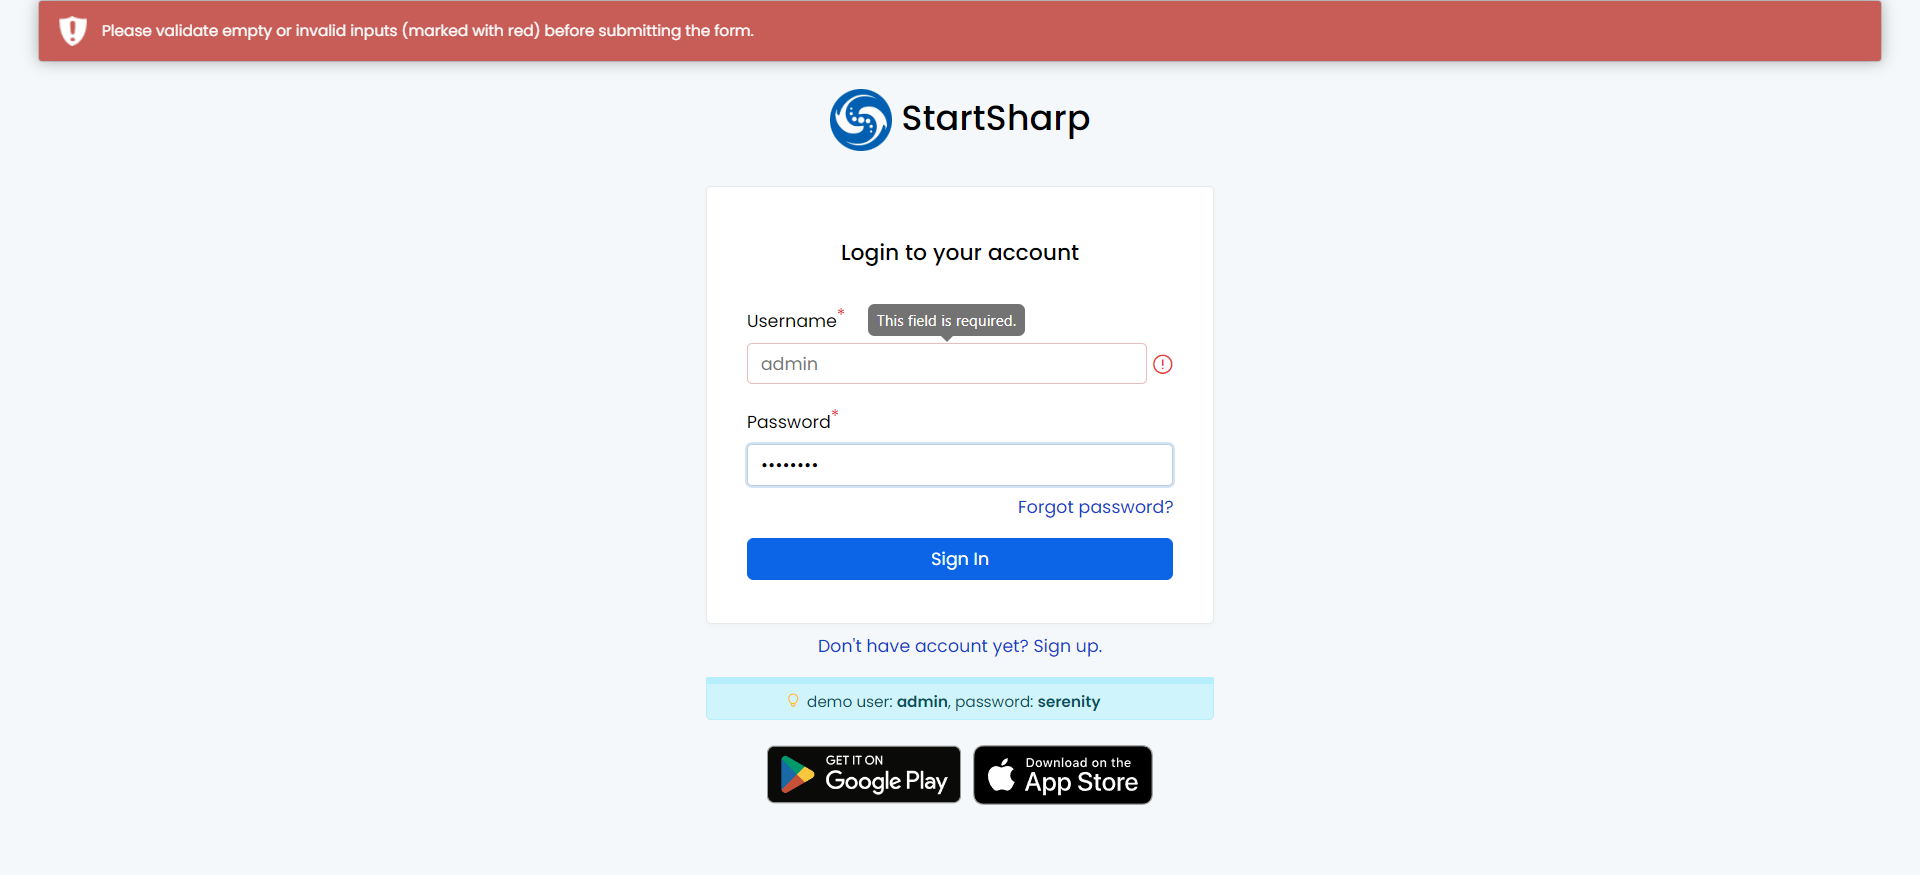 Please validate empty or invalid inputs (marked with red) before submitting the form.
StartSharp
Login to your account
Username*
This field is required.
admin
Password*
••••••••
Forgot password?
Sign In
Don't have account yet? Sign up.
demo user: admin, password: serenity
GET IT ON
Google Play
Download on the
App Store